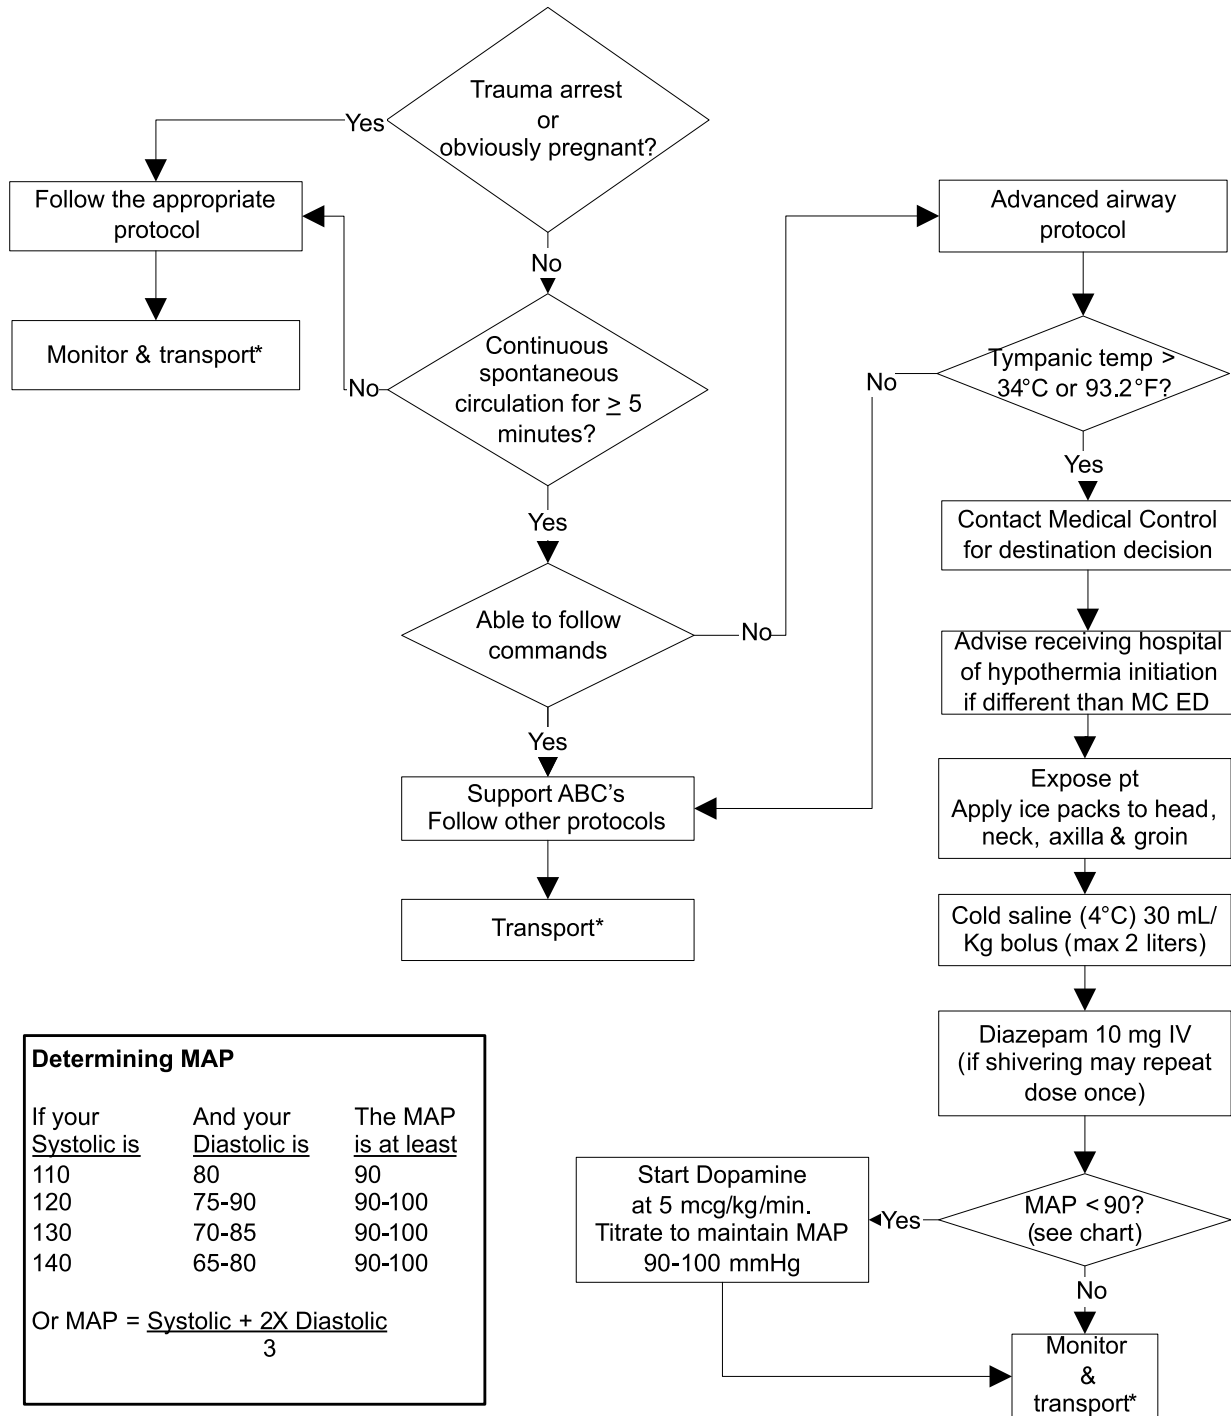 Trauma arrest
or
obviously pregnant?
Yes
Follow the appropriate
protocol
Monitor & transport*
No
Continuous
spontaneous
circulation for ≥ 5
minutes?
No
Yes
Able to follow
commands
No
Yes
Support ABC's
Follow other protocols
Transport*
Advanced airway
protocol
Tympanic temp >
34°C or 93.2°F?
No
Yes
Contact Medical Control
for destination decision
Advise receiving hospital
of hypothermia initiation
if different than MC ED
Expose pt
Apply ice packs to head,
neck, axilla & groin
Cold saline (4°C) 30 mL/
Kg bolus (max 2 liters)
Diazepam 10 mg IV
(if shivering may repeat
dose once)
MAP < 90?
(see chart)
Yes
Start Dopamine
at 5 mcg/kg/min.
Titrate to maintain MAP
90-100 mmHg
No
Monitor
&
transport*
Determining MAP
If your And your The MAP
Systolic is Diastolic is is at least
110 80 90
120 75-90 90-100
130 70-85 90-100
140 65-80 90-100
Or MAP = Systolic + 2X Diastolic
3